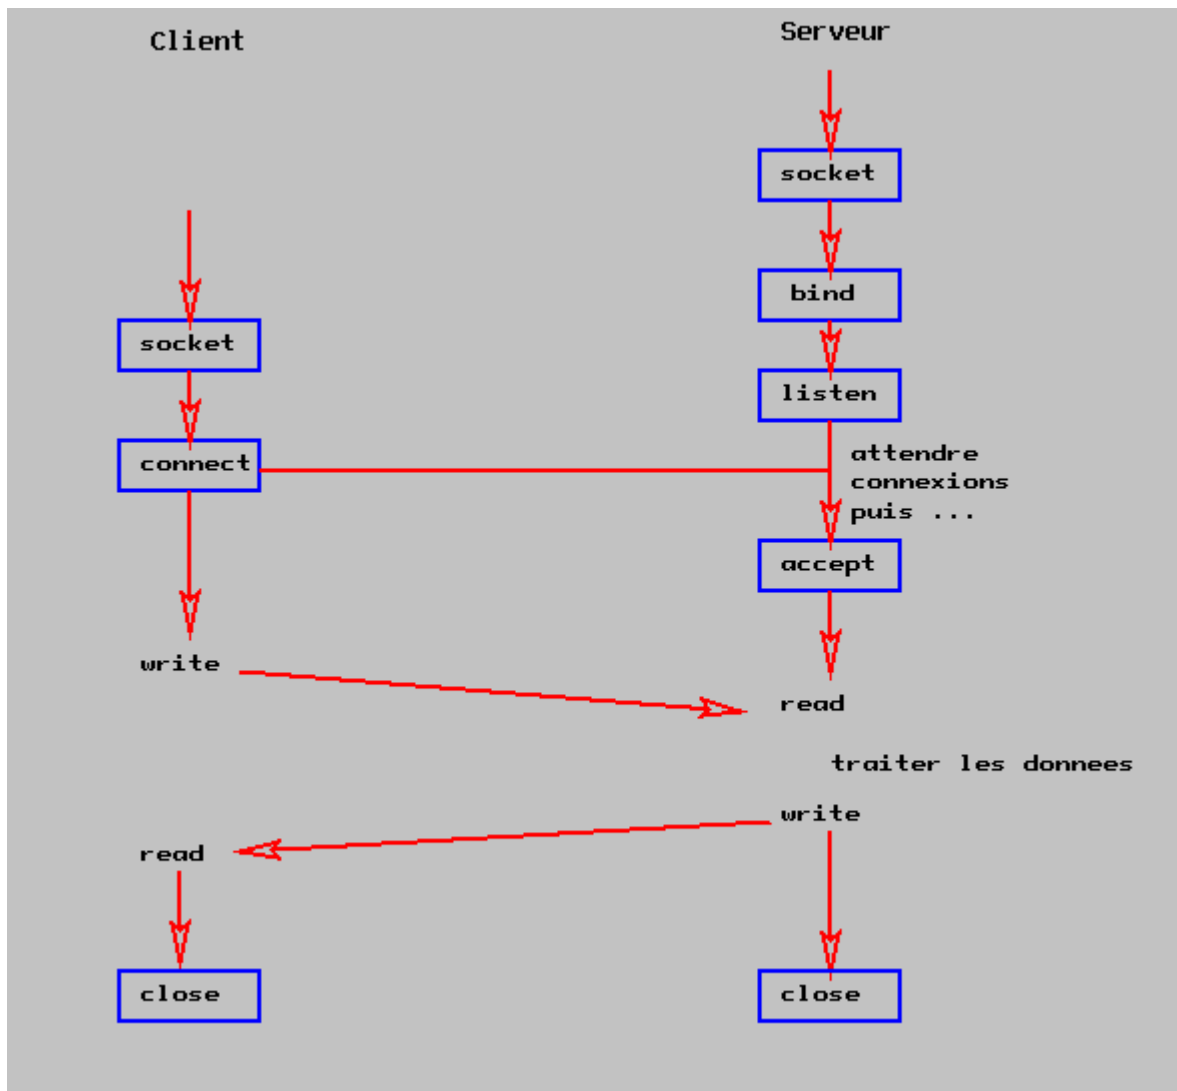 Client
Serveur
socket
bind
socket
listen
connect
attendre
connexions
puis ...
accept
write
read
traiter les donnees
write
read
close
close